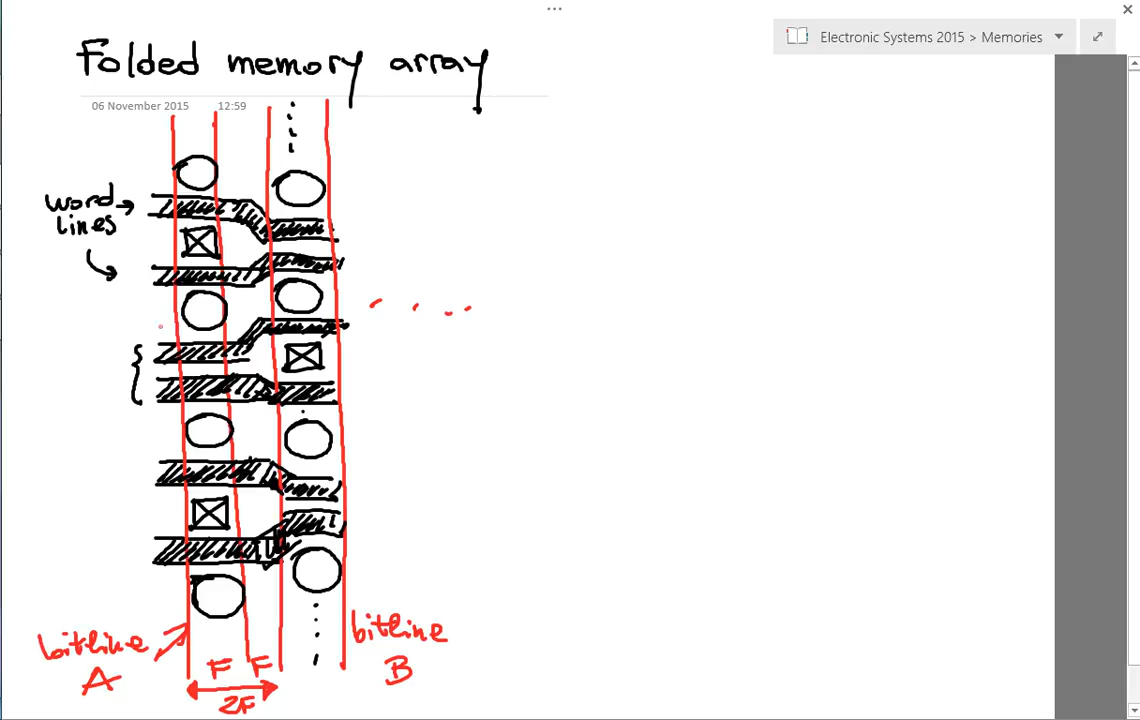 Electronic Systems 2015 > Memories
Folded memory array
06 November 2015 12:59
word
lines
bitline
A
F F
2F
bitline
B